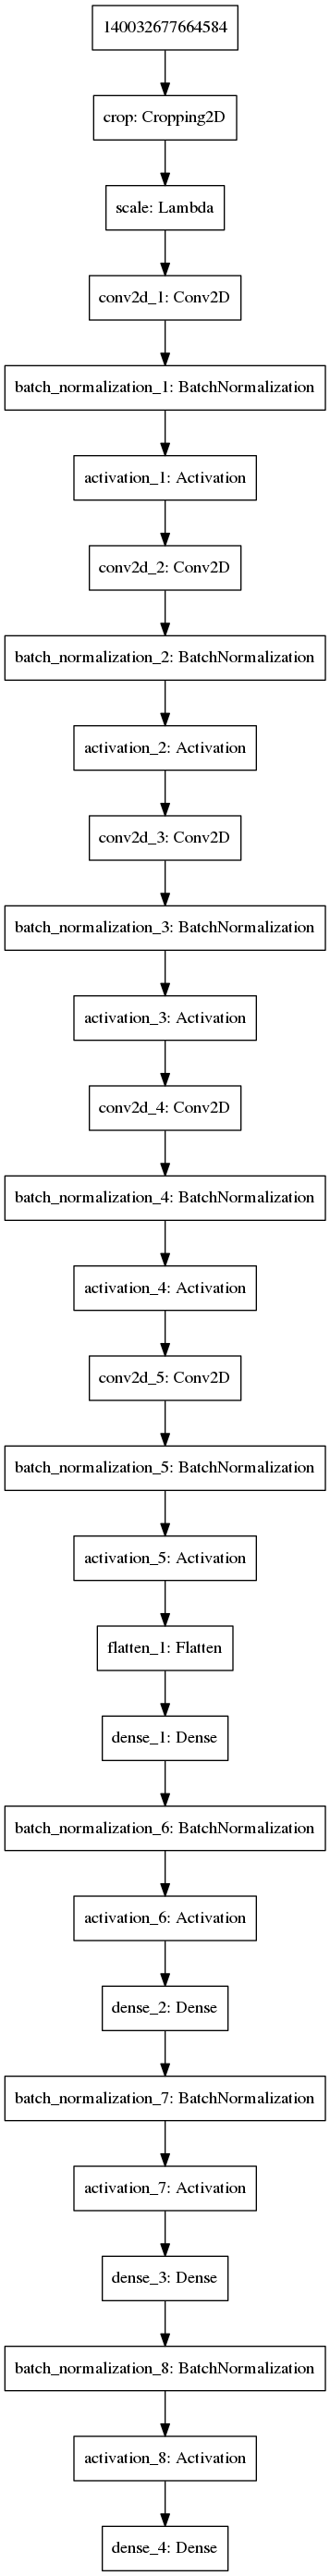 140032677664584
crop: Cropping2D
scale: Lambda
conv2d_1: Conv2D
batch_normalization_1: BatchNormalization
activation_1: Activation
conv2d_2: Conv2D
batch_normalization_2: BatchNormalization
activation_2: Activation
conv2d_3: Conv2D
batch_normalization_3: BatchNormalization
activation_3: Activation
conv2d_4: Conv2D
batch_normalization_4: BatchNormalization
activation_4: Activation
conv2d_5: Conv2D
batch_normalization_5: BatchNormalization
activation_5: Activation
flatten_1: Flatten
dense_1: Dense
batch_normalization_6: BatchNormalization
activation_6: Activation
dense_2: Dense
batch_normalization_7: BatchNormalization
activation_7: Activation
dense_3: Dense
batch_normalization_8: BatchNormalization
activation_8: Activation
dense_4: Dense